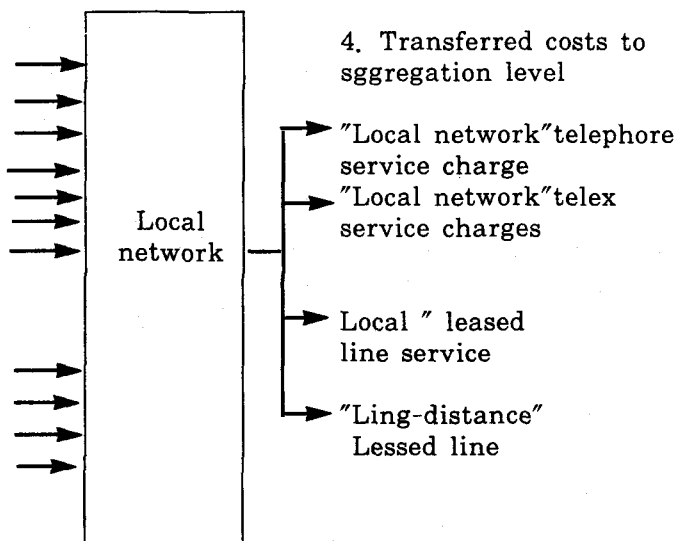 4. Transferred costs to
sggregation level
"Local network"telephore
service charge
"Local network"telex
service charges
Local
network
Local " leased
line service
"Ling-distance"
Lessed line